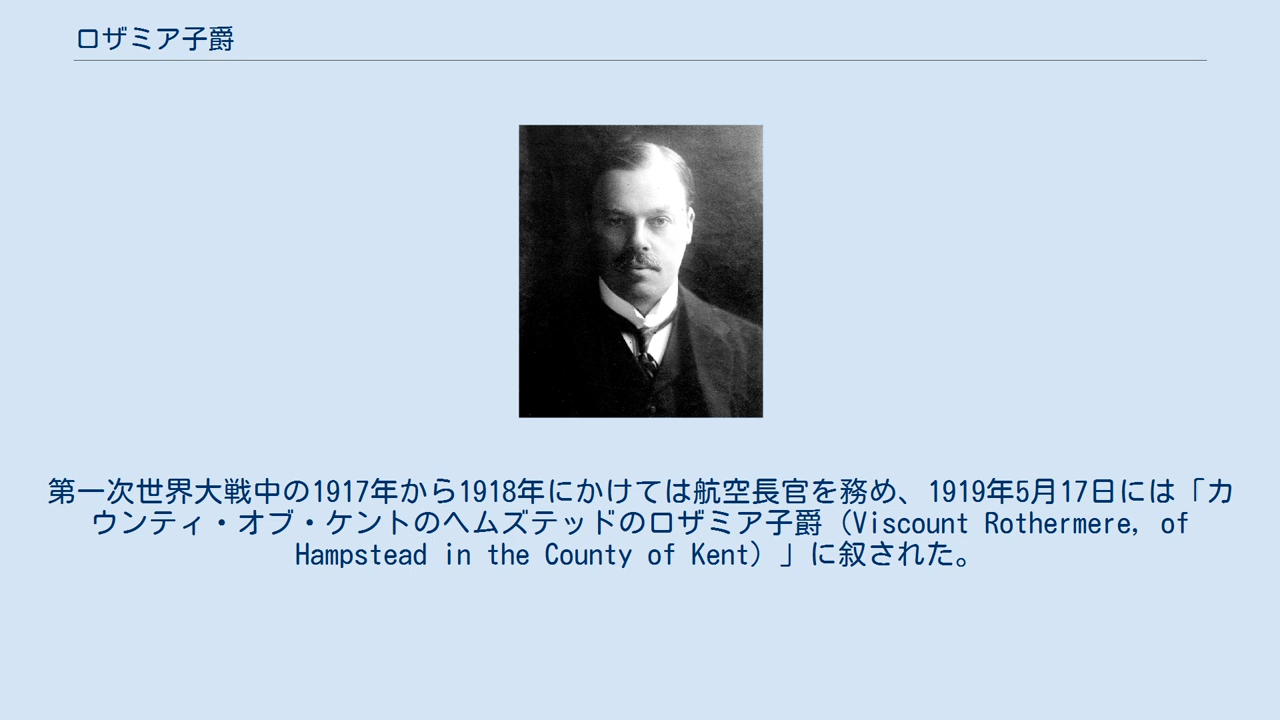 ロザミア子爵
第一次世界大戦中の1917年から1918年にかけては航空長官を務め、1919年5月17日には「カ
ウンティ・オブ・ケントのヘムズテッドのロザミア子爵（Viscount Rothermere, of
Hampstead in the County of Kent）」に叙された。